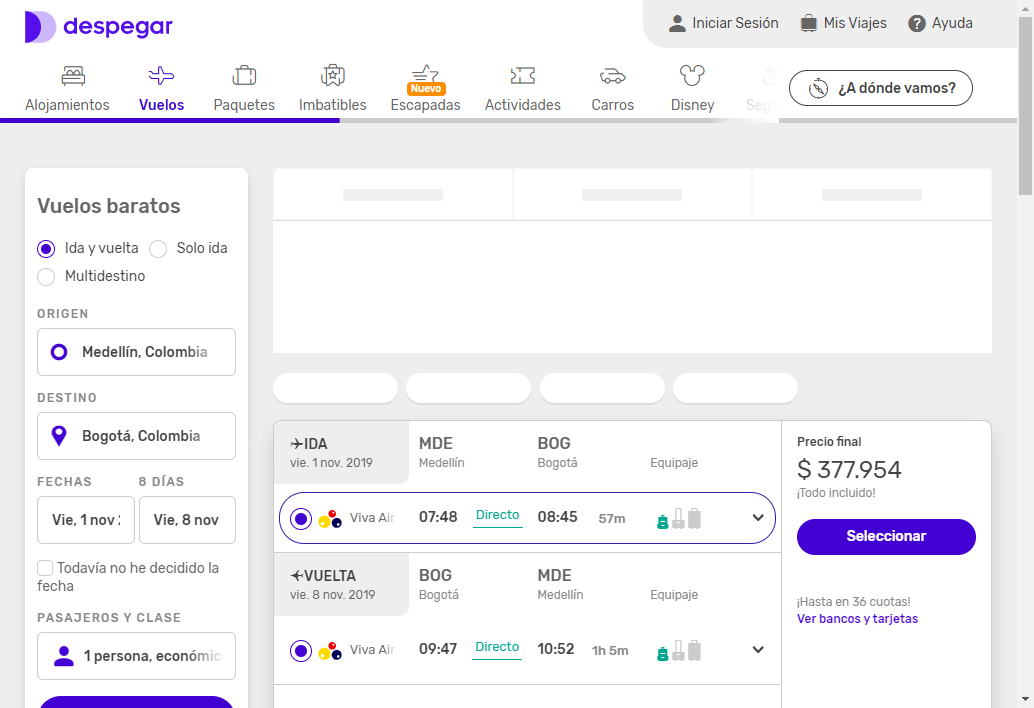 despegar
Iniciar Sesión
Mis Viajes
Ayuda
Alojamientos
Vuelos
Paquetes
Imbatibles
Nuevo
Escapadas
Actividades
Carros
Disney
¿A dónde vamos?
Vuelos baratos
Ida y vuelta
Solo ida
Multidestino
ORIGEN
Medellín, Colombia
DESTINO
Bogotá, Colombia
FECHAS
8 DÍAS
Vie, 1 nov
Vie, 8 nov
Todavía no he decidido la
fecha
PASAJEROS Y CLASE
1 persona, económic
IDA
vie. 1 nov. 2019
MDE
Medellín
BOG
Bogotá
Equipaje
Viva Air
07:48
Directo
08:45
57m
VUELTA
vie. 8 nov. 2019
BOG
Bogotá
MDE
Medellín
Equipaje
Viva Air
09:47
Directo
10:52
1h 5m
Precio final
$ 377.954
¡Todo incluido!
Seleccionar
¡Hasta en 36 cuotas!
Ver bancos y tarjetas